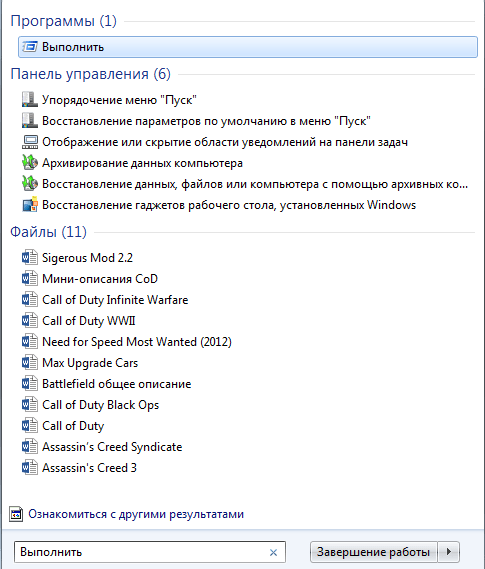 Программы (1)
Выполнить
Панель управления (6)
Упорядочение меню "Пуск"
Восстановление параметров по умолчанию в меню "Пуск"
Отображение или скрытие области уведомлений на панели задач
Архивирование данных компьютера
Восстановление данных, файлов или компьютера с помощью архивных ко...
Восстановление гаджетов рабочего стола, установленных Windows
Файлы (11)
Sigerous Mod 2.2
Мини-описания CoD
Call of Duty Infinite Warfare
Call of Duty WWII
Need for Speed Most Wanted (2012)
Max Upgrade Cars
Battlefield общее описание
Call of Duty Black Ops
Call of Duty
Assassin's Creed Syndicate
Assassin's Creed 3
Ознакомиться с другими результатами
Выполнить
Завершение работы